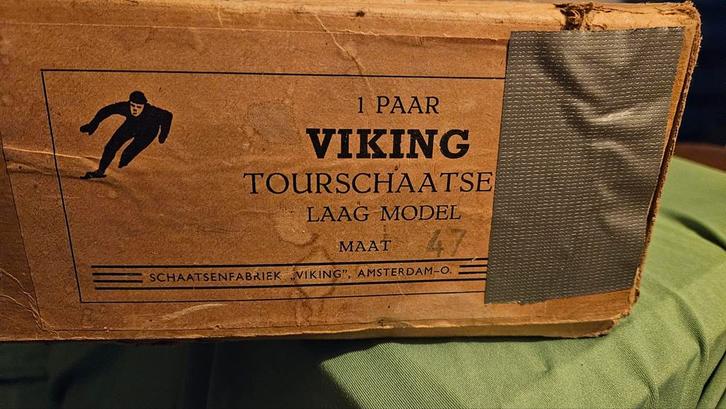 1 PAAR
VIKING
TOURSCHAATSE
LAAG MODEL
MAAT 47
SCHAATSENFABRIEK „VIKING”, AMSTERDAM-O.